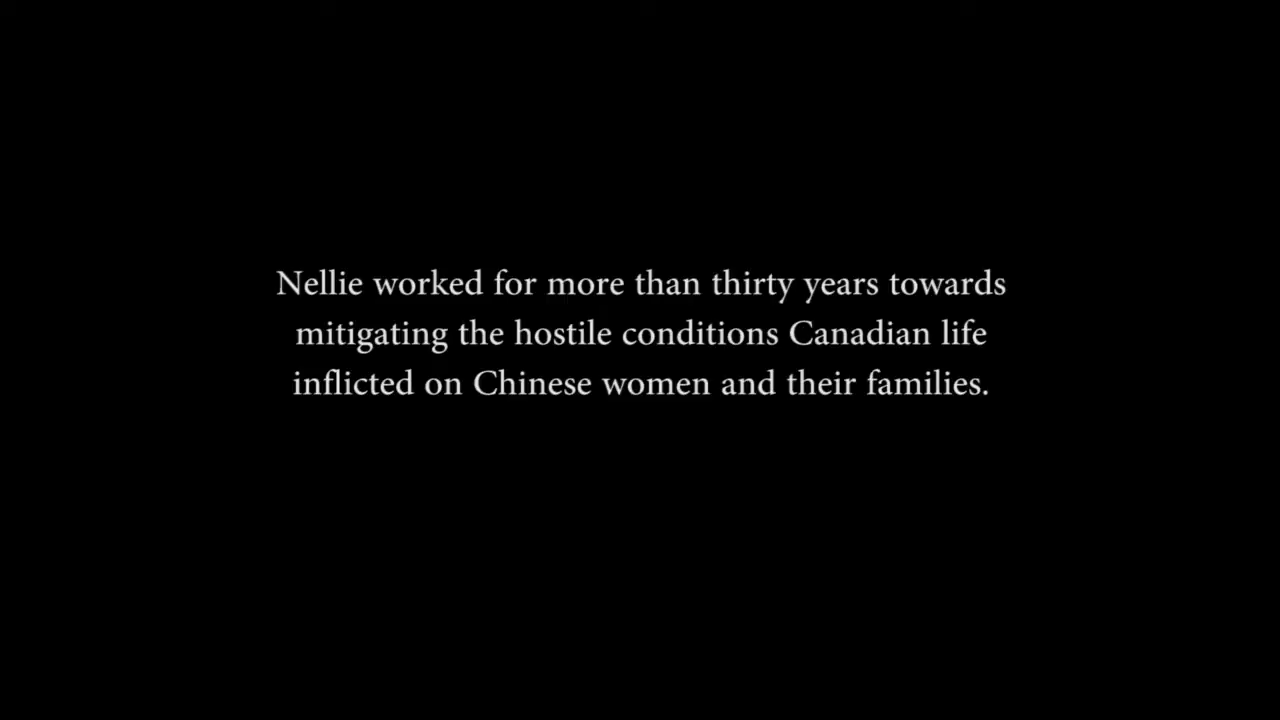 Nellie worked for more than thirty years towards
mitigating the hostile conditions Canadian life
inflicted on Chinese women and their families.